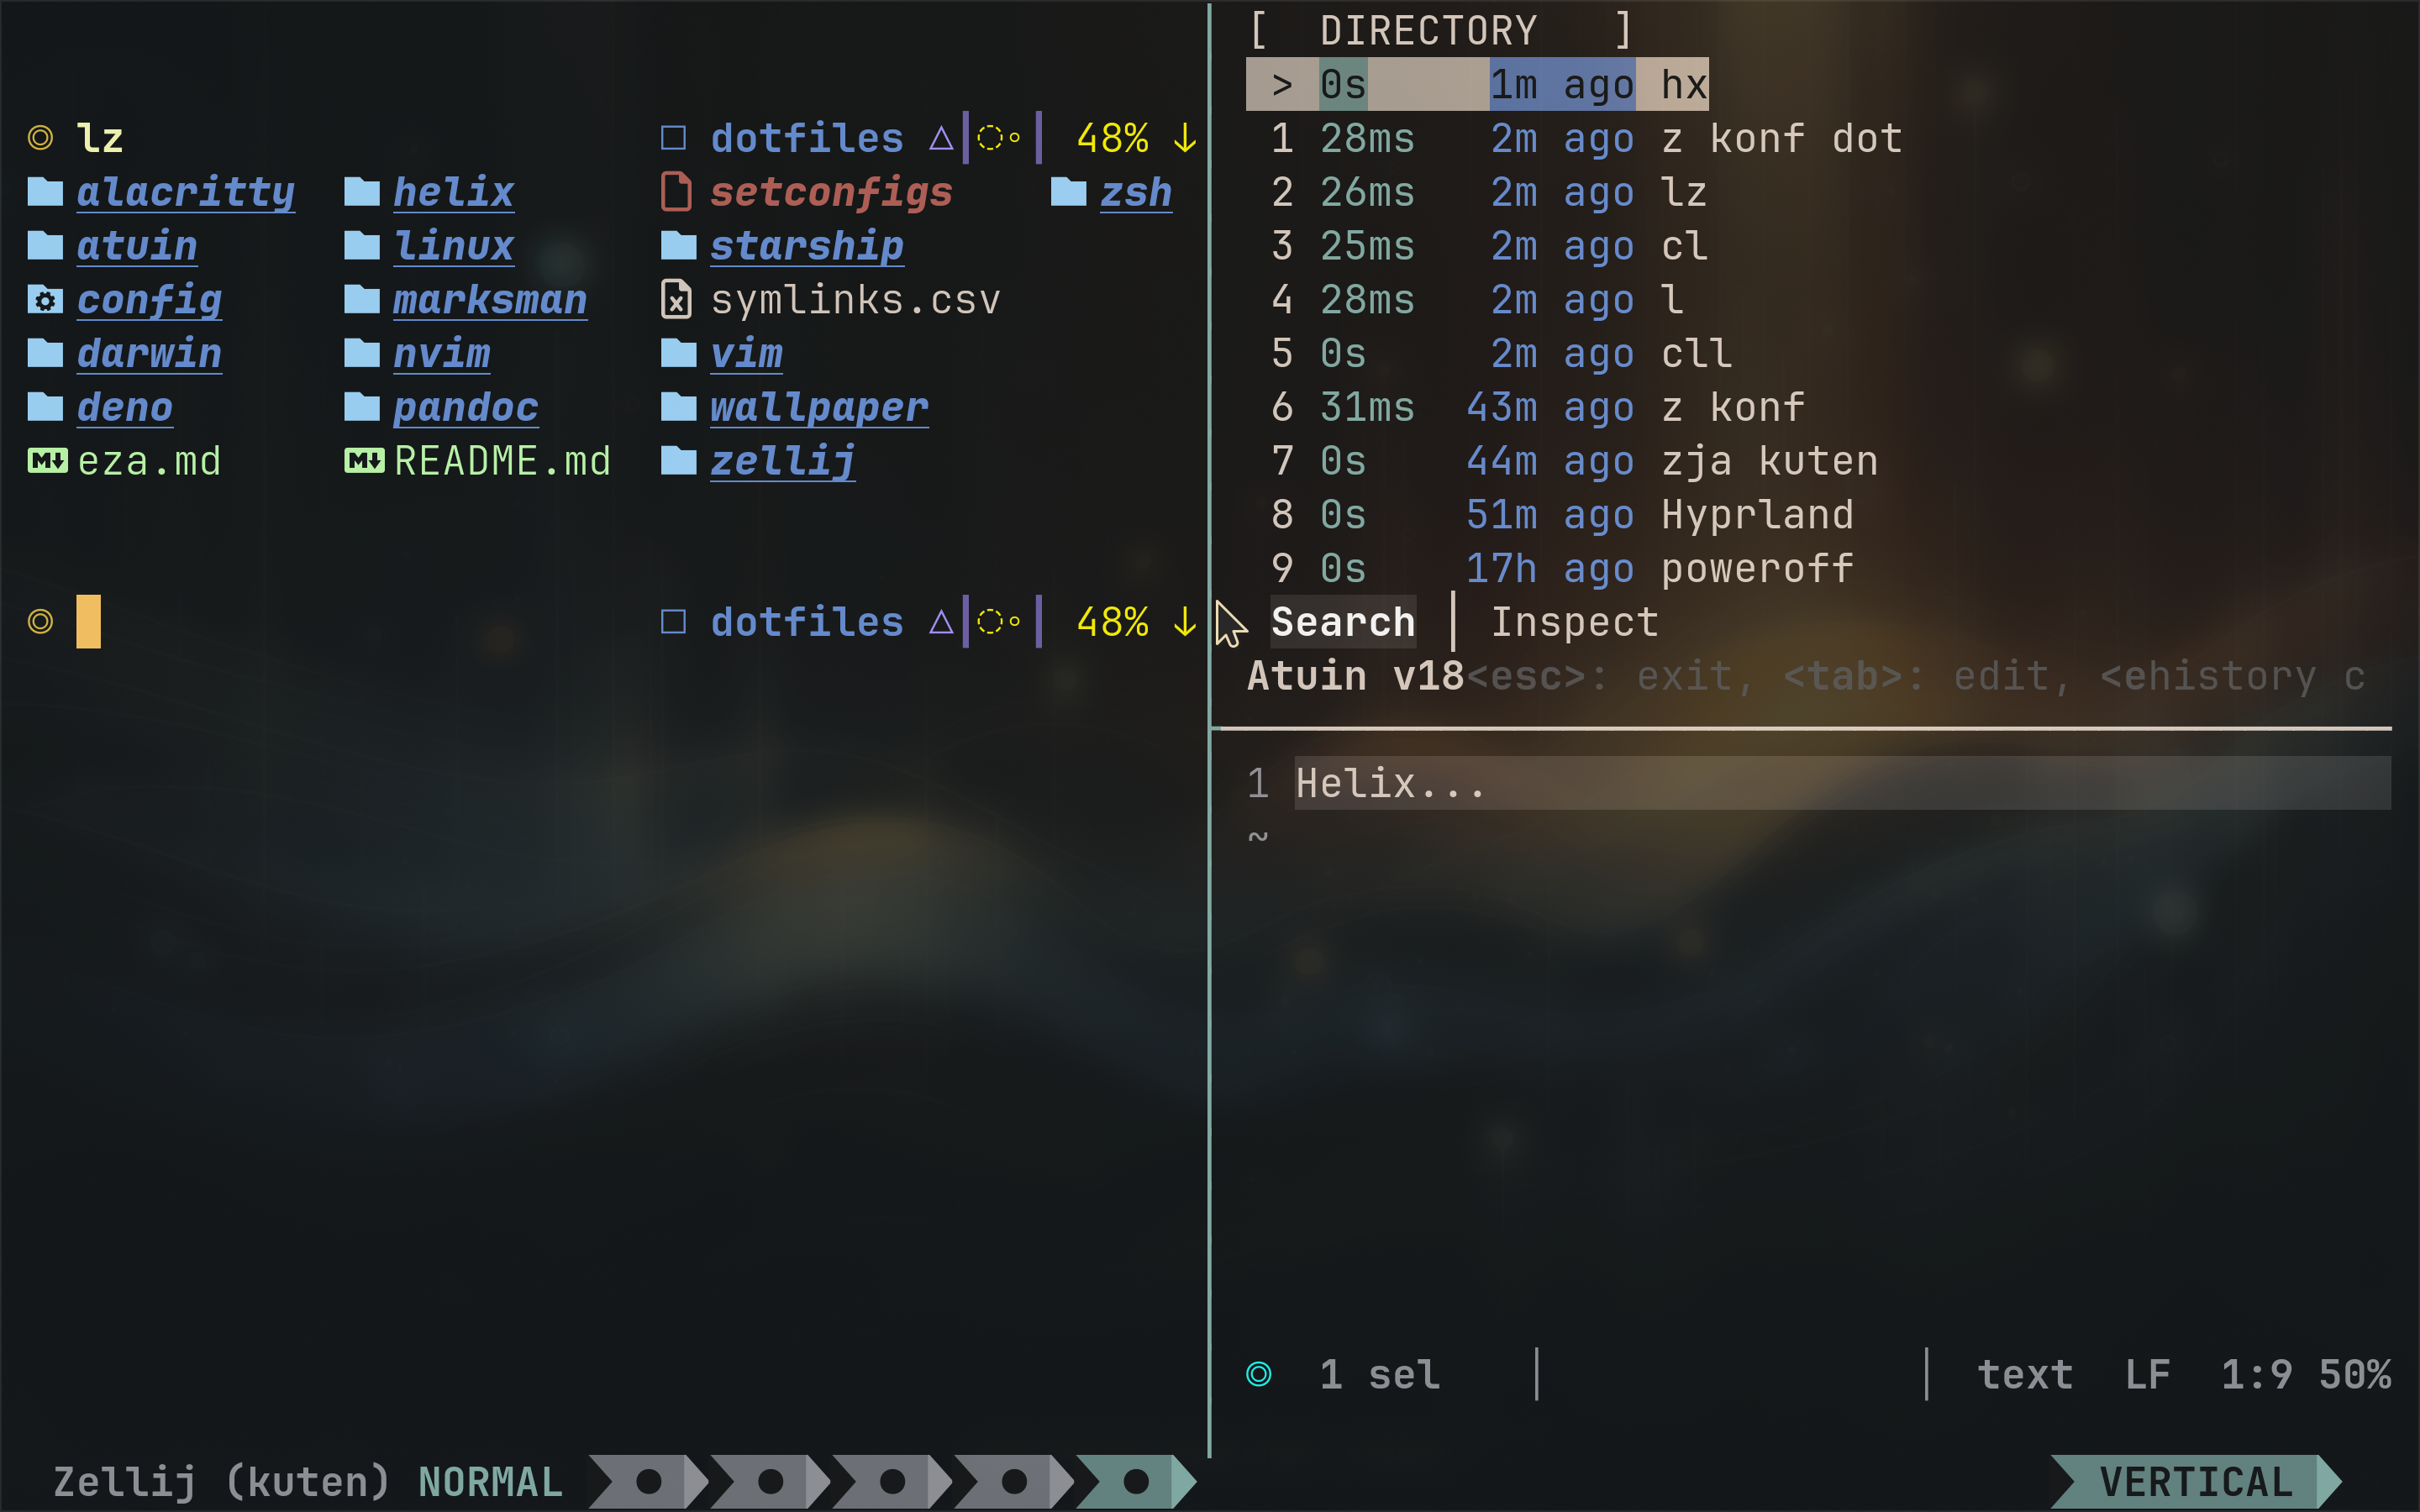 lz dotfiles 48% ↓
alacritty helix setconfigs zsh
atuin linux starship
config marksman symlinks.csv
darwin nvim vim
deno pandoc wallpaper
eza.md README.md zellij
dotfiles 48% ↓
[ DIRECTORY ]
> 0s 1m ago hx
1 28ms 2m ago z konf dot
2 26ms 2m ago lz
3 25ms 2m ago cl
4 28ms 2m ago l
5 0s 2m ago cll
6 31ms 43m ago z konf
7 0s 44m ago zja kuten
8 0s 51m ago Hyprland
9 0s 17h ago poweroff
Search │ Inspect
Atuin v18<esc>: exit, <tab>: edit, <ehistory c
1 Helix...
~
1 sel │ │ text LF 1:9 50%
Zellij (kuten) NORMAL VERTICAL